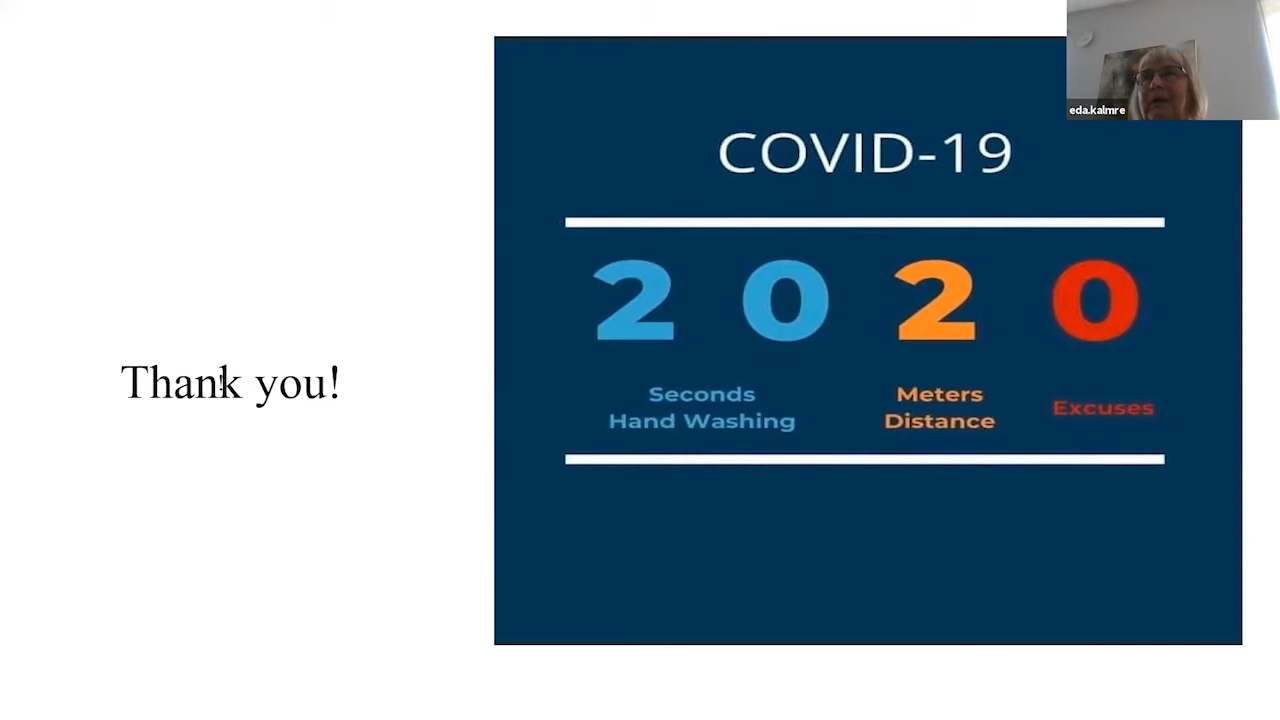 eda.kalmre
COVID-19
2 0 2 0
Seconds
Hand Washing
Meters
Distance
Excuses
Thank you!